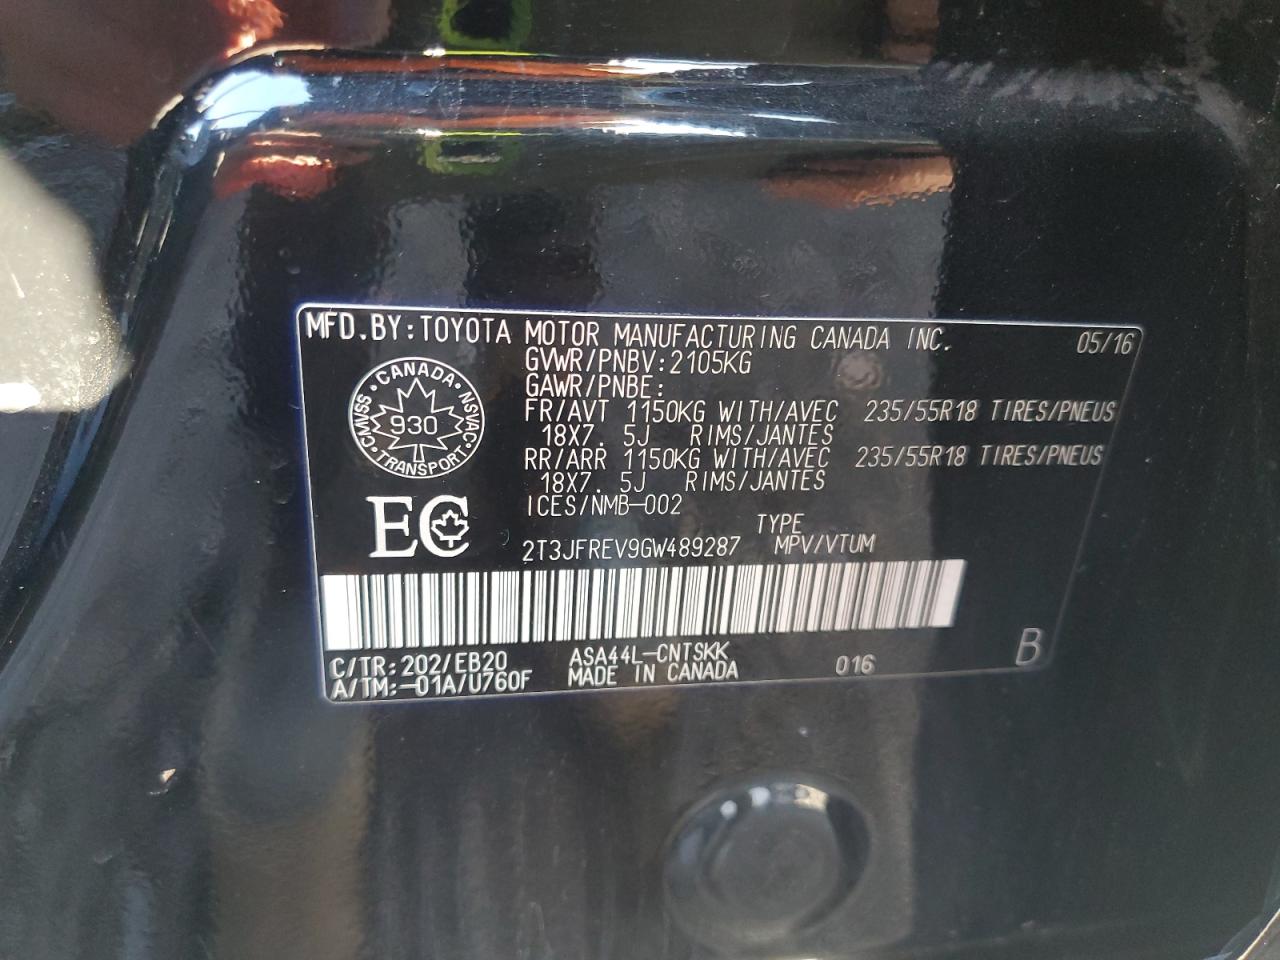 MFD.BY:TOYOTA MOTOR MANUFACTURING CANADA INC. 05/16
GVWR/PNBV:2105KG
GAWR/PNBE:
FR/AVT 1150KG WITH/AVEC 235/55R18 TIRES/PNEUS
18X7. 5J RIMS/JANTES
RR/ARR 1150KG WITH/AVEC 235/55R18 TIRES/PNEUS
18X7. 5J RIMS/JANTES
ICES/NMB-002
CANADA
CMVSS 930 NSVAC
TRANSPORT
EC
TYPE
2T3JFREV9GW489287 MPV/VTUM
C/TR:202/EB20 ASA44L-CNTSKK 016 B
A/TM:-01A/U760F MADE IN CANADA